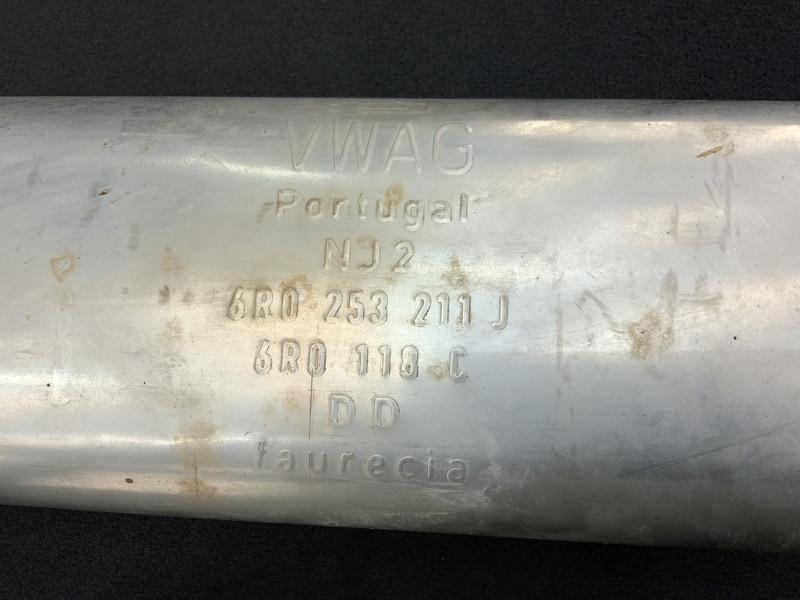 VWAG
Portugal
NJ2
6R0 253 211 J
6R0 118 C
DD
faurecia